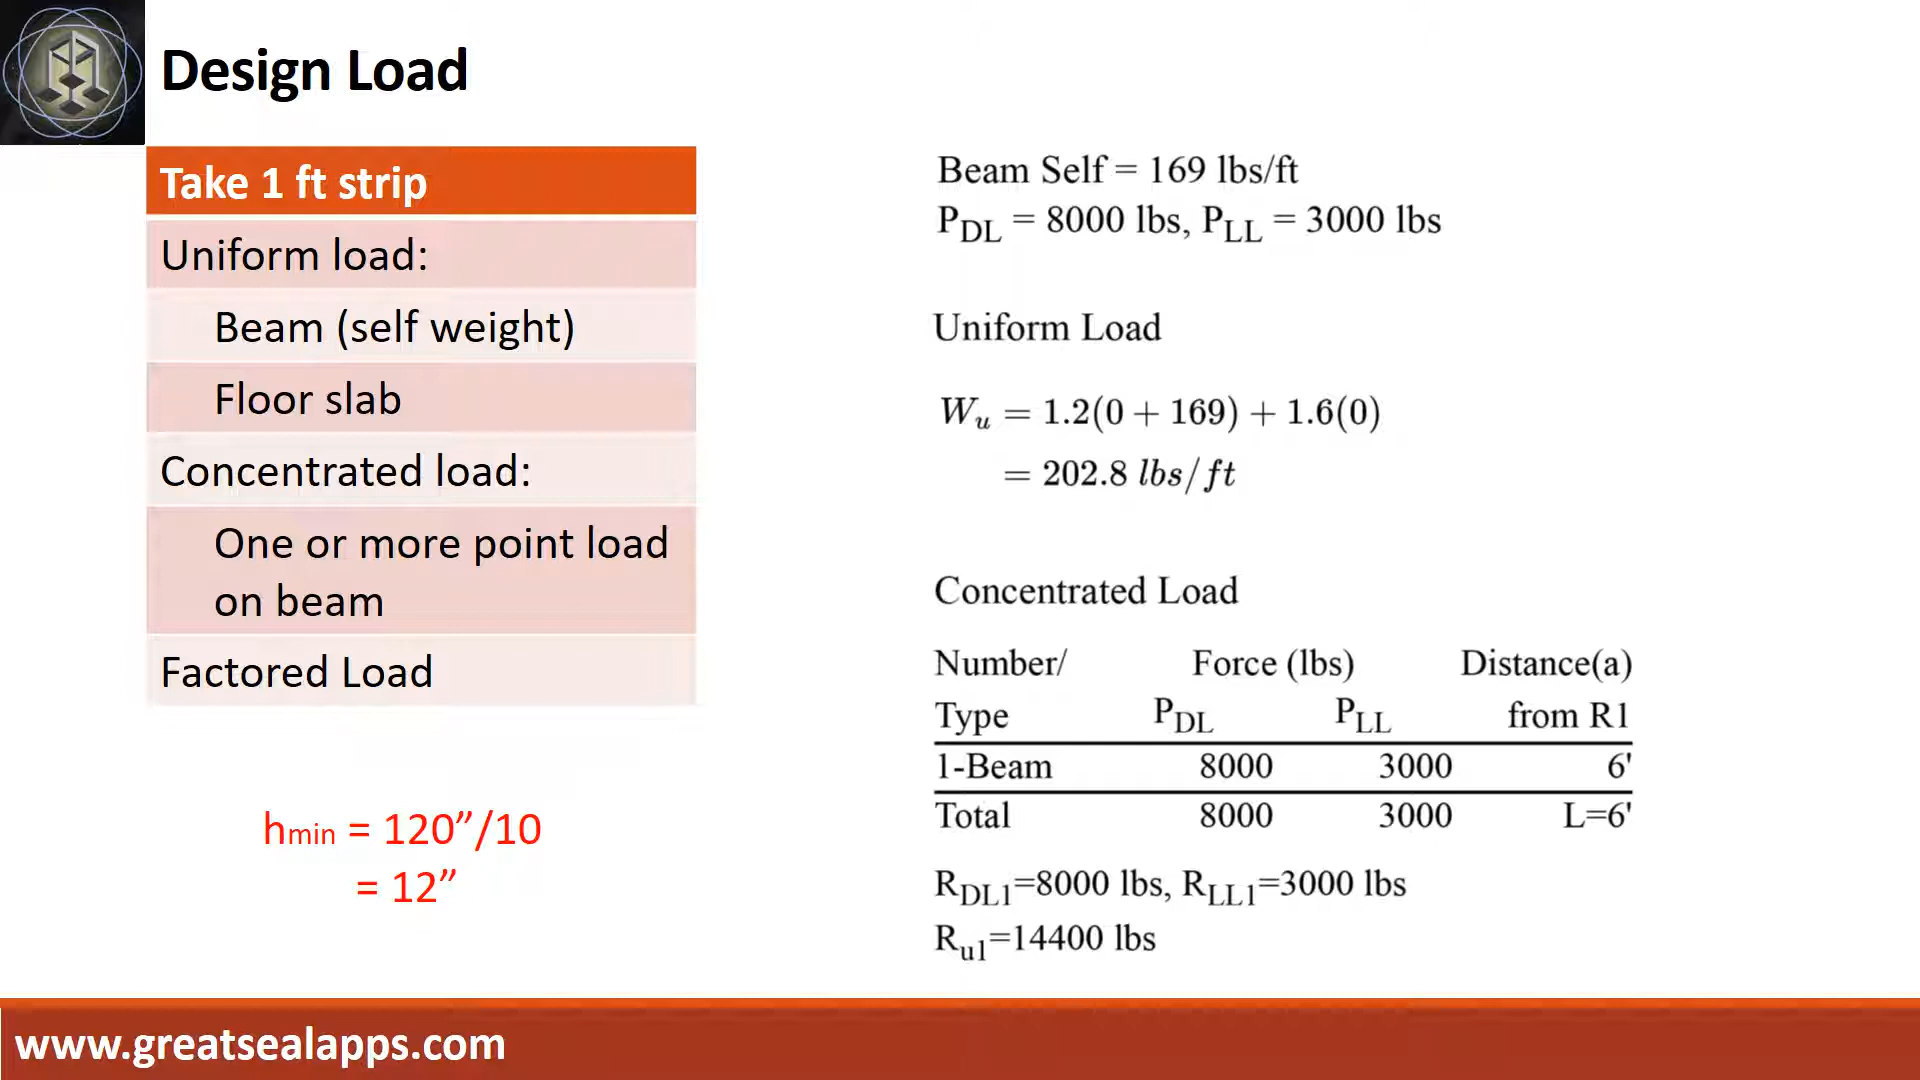 Design Load
Take 1 ft strip
Uniform load:
Beam (self weight)
Floor slab
Concentrated load:
One or more point load
on beam
Factored Load
hmin = 120”/10
= 12”
Beam Self = 169 lbs/ft
PDL = 8000 lbs, PLL = 3000 lbs
Uniform Load
Wu = 1.2(0 + 169) + 1.6(0)
= 202.8 lbs/ft
Concentrated Load
Number/ Force (lbs) Distance(a)
Type PDL PLL from R1
1-Beam 8000 3000 6'
Total 8000 3000 L=6'
RDL1=8000 lbs, RLL1=3000 lbs
Ru1=14400 lbs
www.greatsealapps.com